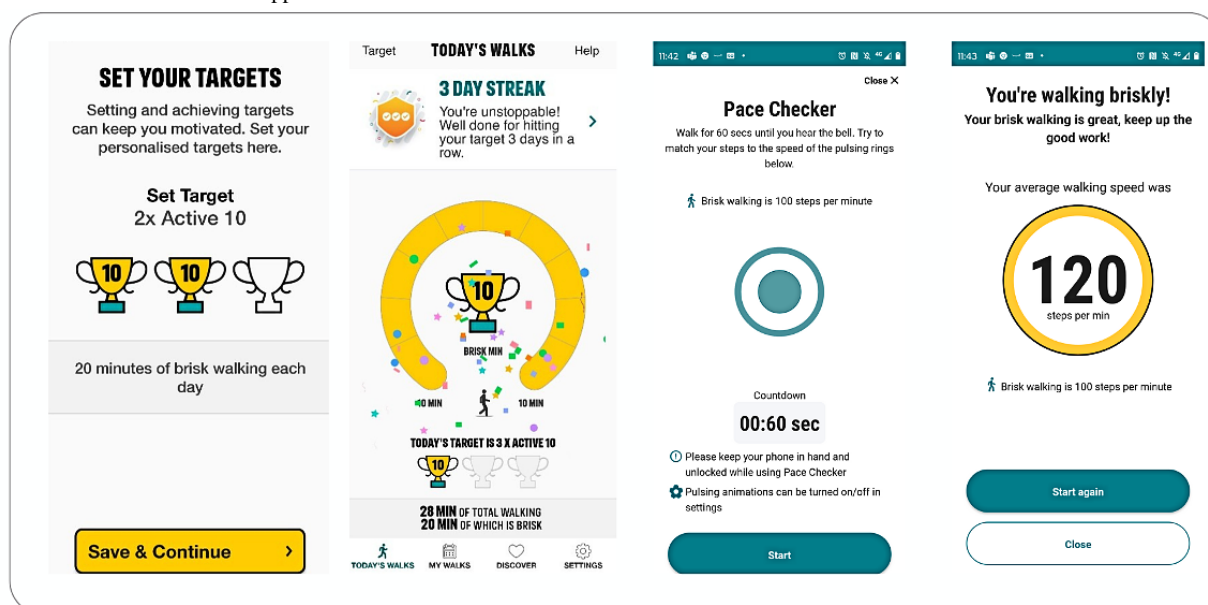 SET YOUR TARGETS
Setting and achieving targets
can keep you motivated. Set your
personalised targets here.
Set Target
2x Active 10
10 10
20 minutes of brisk walking each
day
Save & Continue
Target TODAY'S WALKS Help
3 DAY STREAK
You're unstoppable!
Well done for hitting
your target 3 days in a
row.
10
BRISK MIN
10 MIN
TODAY'S TARGET IS 3 X ACTIVE 10
10
28 MIN OF TOTAL WALKING
20 MIN OF WHICH IS BRISK
TODAY'S WALKS MY WALKS DISCOVER SETTINGS
11:42 4G
Close X
Pace Checker
Walk for 60 secs until you hear the bell. Try to
match your steps to the speed of the pulsing rings
below.
Brisk walking is 100 steps per minute
Countdown
00:60 sec
Please keep your phone in hand and
unlocked while using Pace Checker
Pulsing animations can be turned on/off in
settings
Start
11:43 4G
You're walking briskly!
Your brisk walking is great, keep up the
good work!
Your average walking speed was
120
steps per min
Brisk walking is 100 steps per minute
Start again
Close